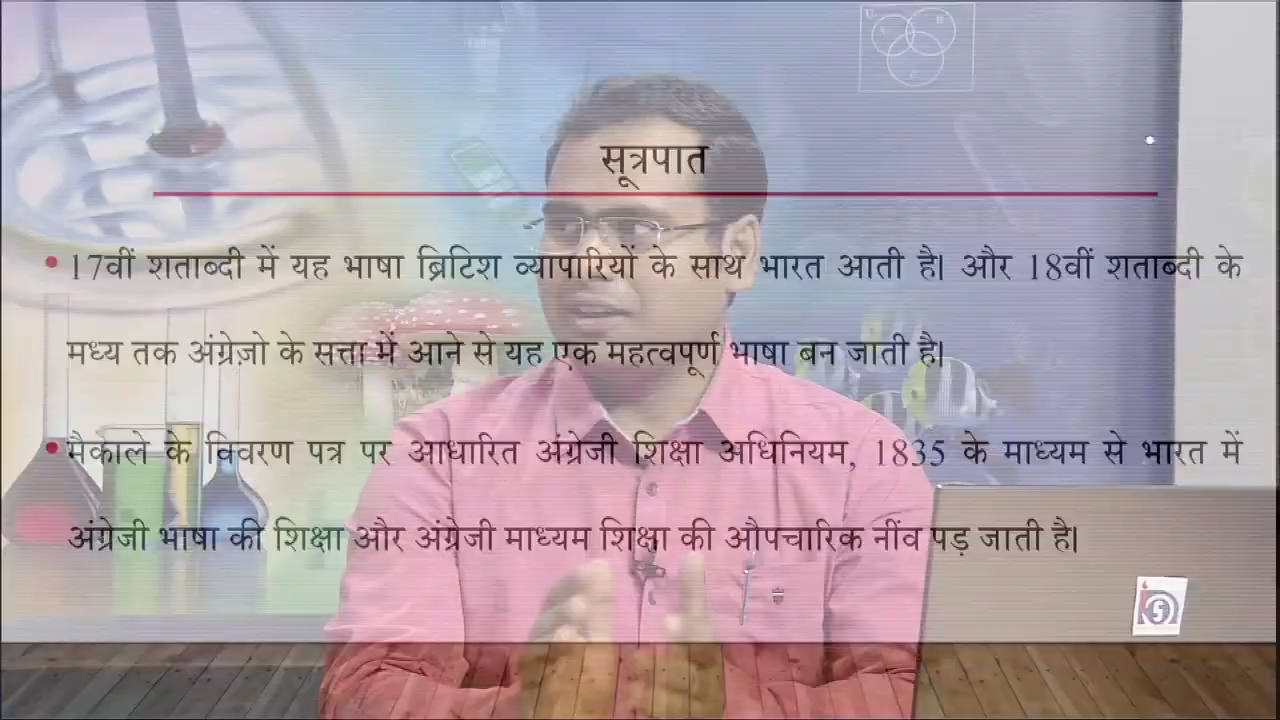 सूत्रपात
• 17वीं शताब्दी में यह भाषा ब्रिटिश व्यापारियों के साथ भारत आती है। और 18वीं शताब्दी के
मध्य तक अंग्रेज़ो के सत्ता में आने से यह एक महत्वपूर्ण भाषा बन जाती है।
• मैकाले के विवरण पत्र पर आधारित अंग्रेजी शिक्षा अधिनियम, 1835 के माध्यम से भारत में
अंग्रेजी भाषा की शिक्षा और अंग्रेजी माध्यम शिक्षा की औपचारिक नींव पड़ जाती है।